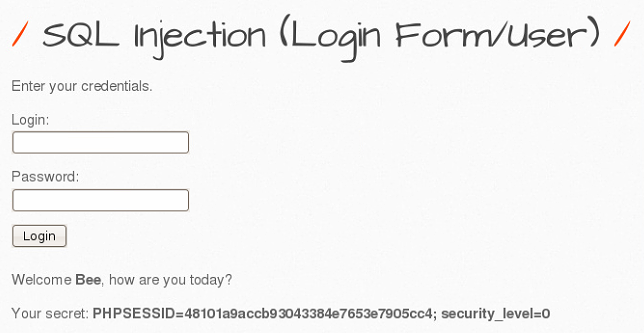 / SQL Injection (Login Form/User) /
Enter your credentials.
Login:
Password:
Login
Welcome Bee, how are you today?
Your secret: PHPSESSID=48101a9accb93043384e7653e7905cc4; security_level=0